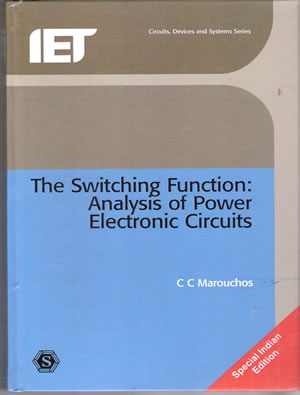 IET
Circuits, Devices and Systems Series
The Switching Function:
Analysis of Power
Electronic Circuits
C C Marouchos
Special Indian
Edition
S